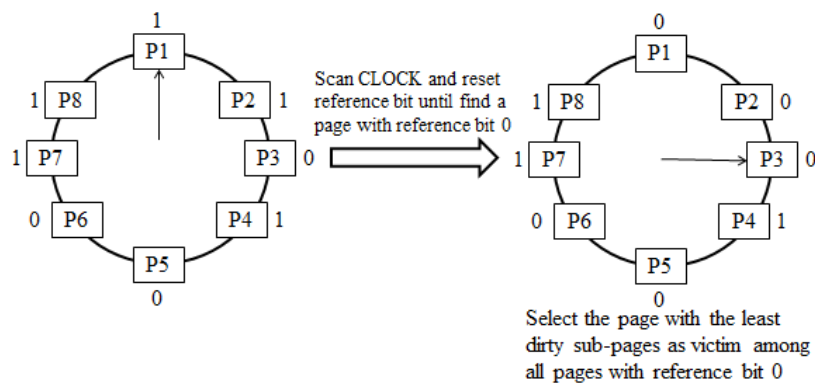 1
P1
1 P8
P2 1
1 P7
P3 0
0 P6
P4 1
P5
0
Scan CLOCK and reset
reference bit until find a
page with reference bit 0
0
P1
1 P8
P2 0
1 P7
P3 0
0 P6
P4 1
P5
0
Select the page with the least
dirty sub-pages as victim among
all pages with reference bit 0